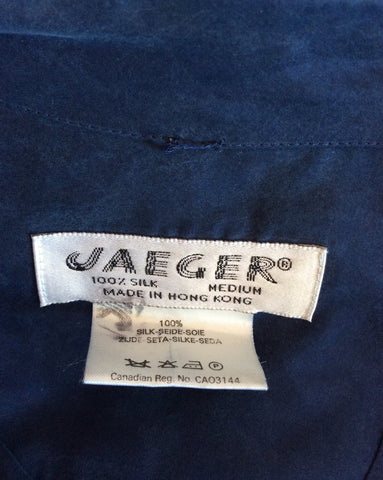 JAEGER®
100% SILK MEDIUM
MADE IN HONG KONG
100%
SILK-SEIDE-SOIE
ZIJDE-SETA-SILKE-SEDA
P
Canadian Reg. No. CA03144